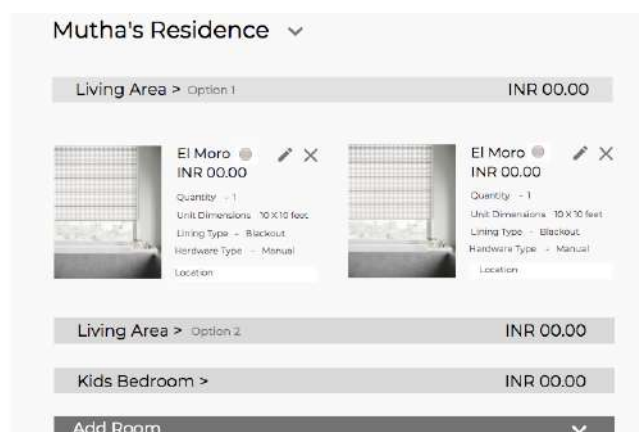 Mutha's Residence
Living Area > Option 1 INR 00.00
El Moro
INR 00.00
Quantity - 1
Unit Dimensions 10 X 10 feet
Lining Type - Blackout
Hardware Type - Manual
Location
El Moro
INR 00.00
Quantity - 1
Unit Dimensions 10 X 10 feet
Lining Type - Blackout
Hardware Type - Manual
Location
Living Area > Option 2 INR 00.00
Kids Bedroom > INR 00.00
Add Room